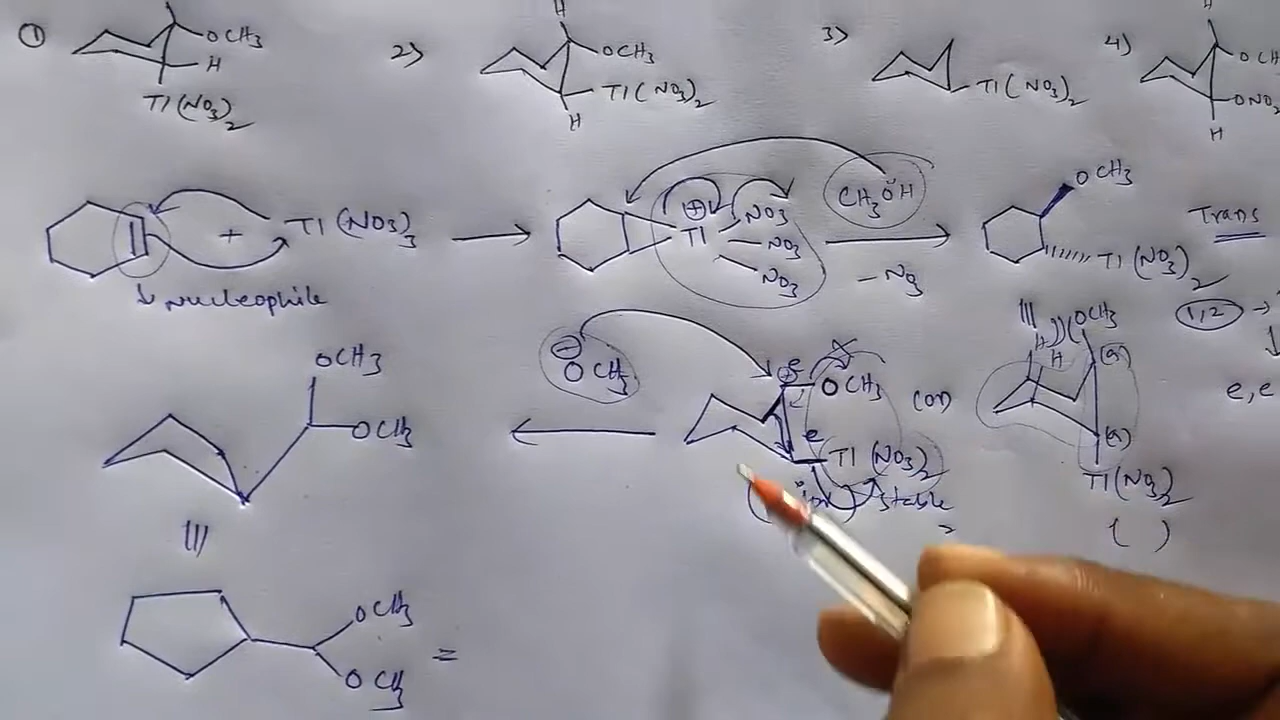 ①
OCH3
H
Tl(NO3)2
2)
H
OCH3
Tl(NO3)2
H
3)
Tl(NO3)2
4)
H
OCH
ONO2
H
+
Tl(NO3)3
↓ Nucleophile
⊕
Tl
NO3
NO3
NO3
CH3ÖH
- NO3
OCH3
Tl(NO3)2
Trans
1,2 →
e,e
OCH3
OCH3
⊖
OCH3
⊕
e
OCH3
e
Tl(NO3)2
stable
(or)
H
H
OCH3
(a)
(a)
Tl(NO3)2
( )
OCH3
OCH3
=